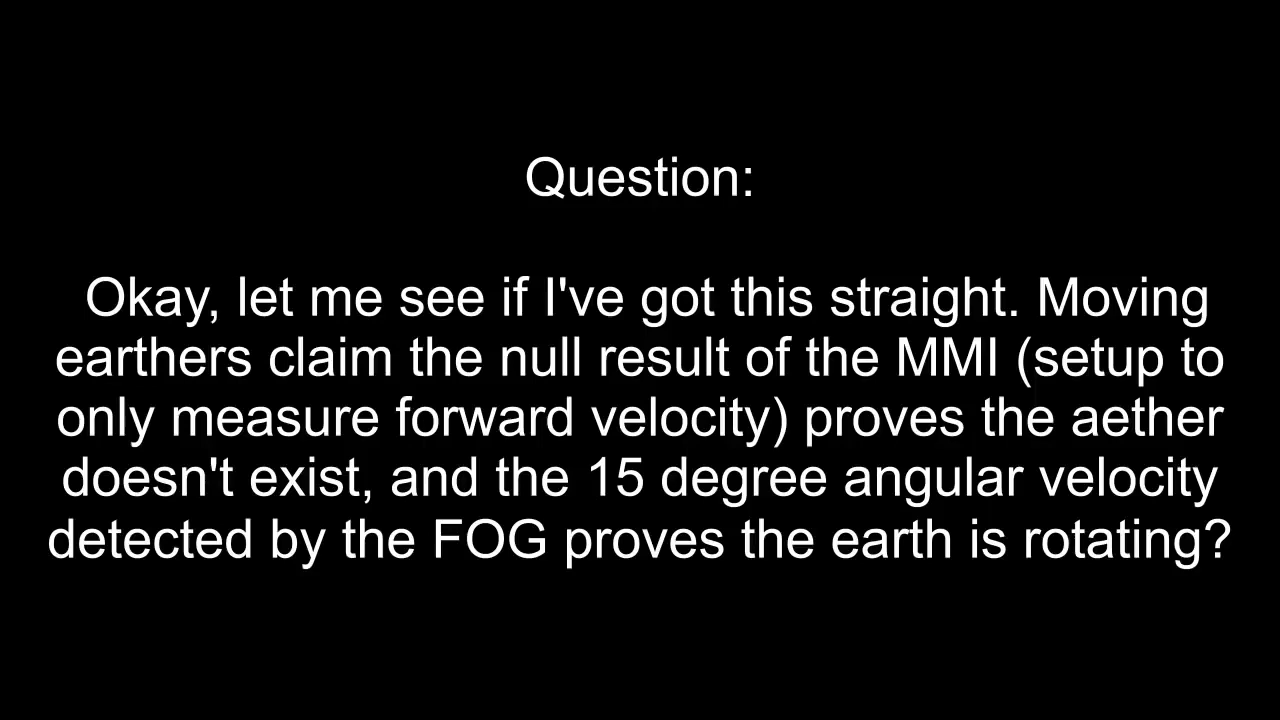 Question:
Okay, let me see if I've got this straight. Moving
earthers claim the null result of the MMI (setup to
only measure forward velocity) proves the aether
doesn't exist, and the 15 degree angular velocity
detected by the FOG proves the earth is rotating?